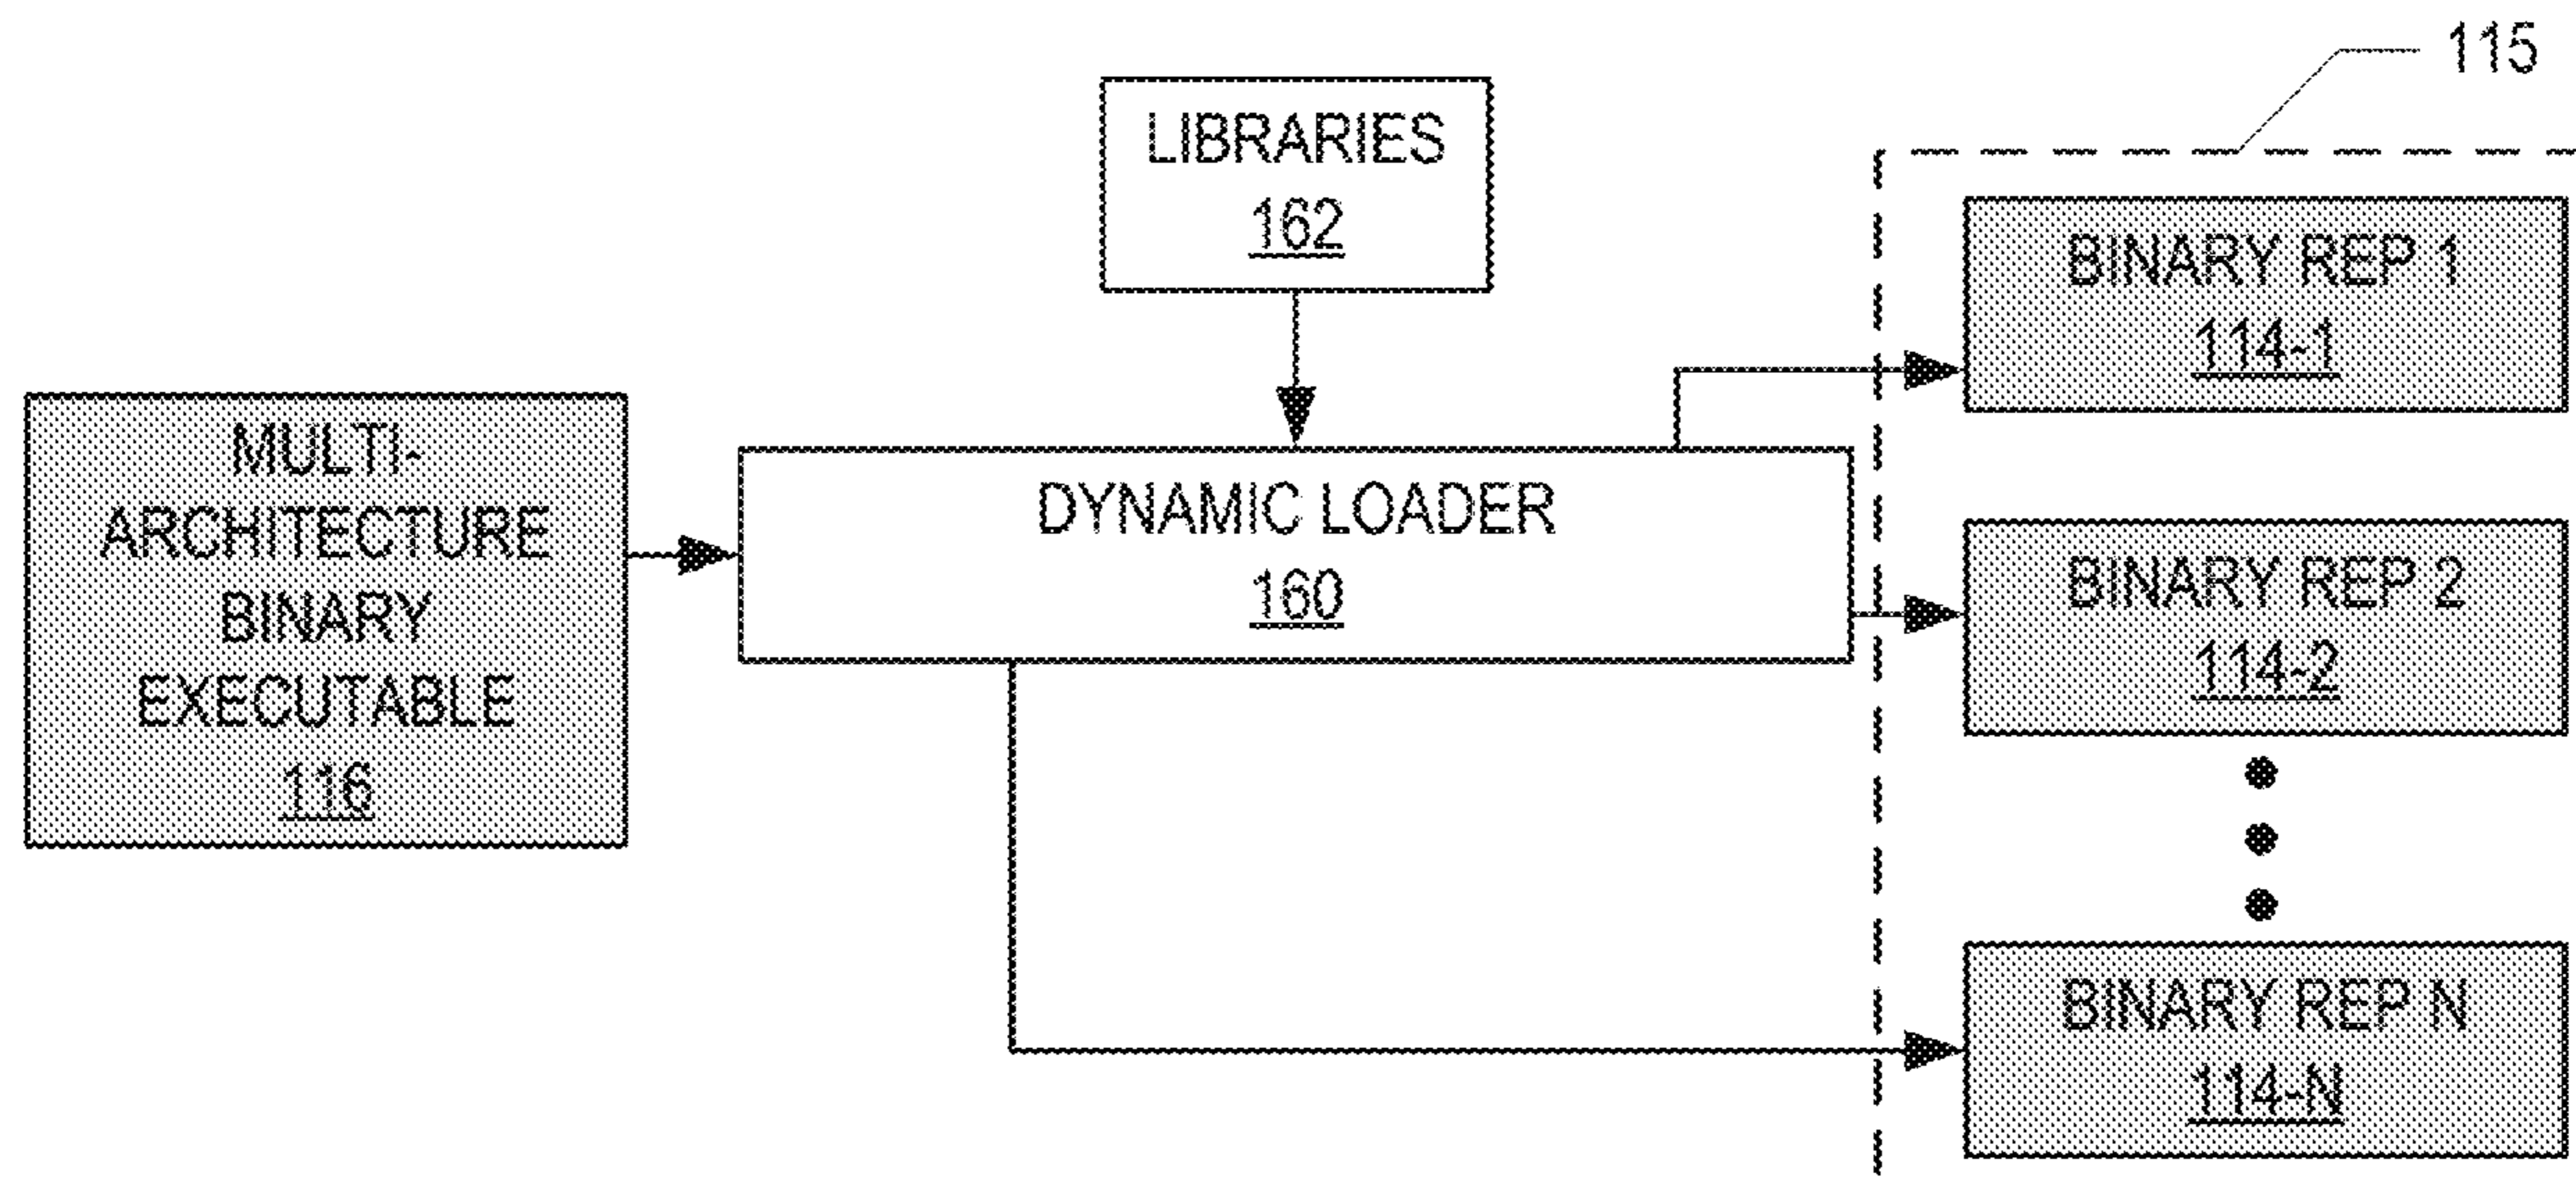 115
LIBRARIES
162
BINARY REP 1
114-1
MULTI-
ARCHITECTURE
BINARY
EXECUTABLE
116
DYNAMIC LOADER
160
BINARY REP 2
114-2
BINARY REP N
114-N